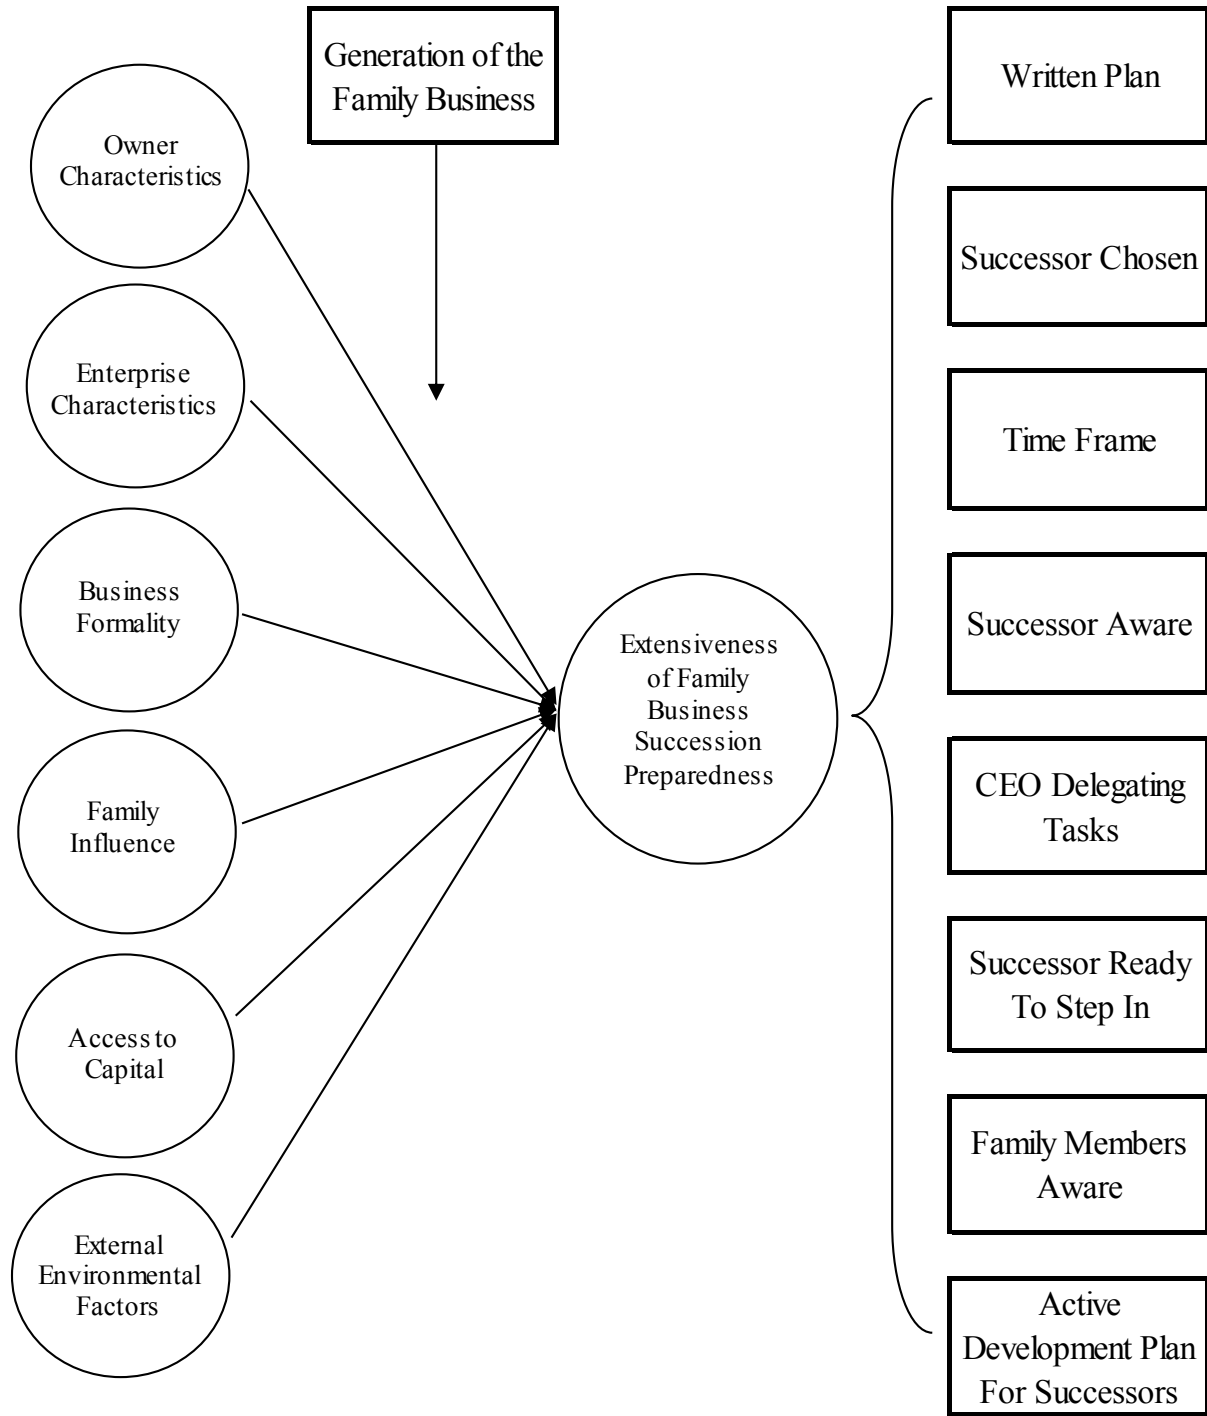 Generation of the
Family Business
Owner
Characteristics
Enterprise
Characteristics
Business
Formality
Family
Influence
Access to
Capital
External
Environmental
Factors
Extensiveness
of Family
Business
Succession
Preparedness
Written Plan
Successor Chosen
Time Frame
Successor Aware
CEO Delegating
Tasks
Successor Ready
To Step In
Family Members
Aware
Active
Development Plan
For Successors